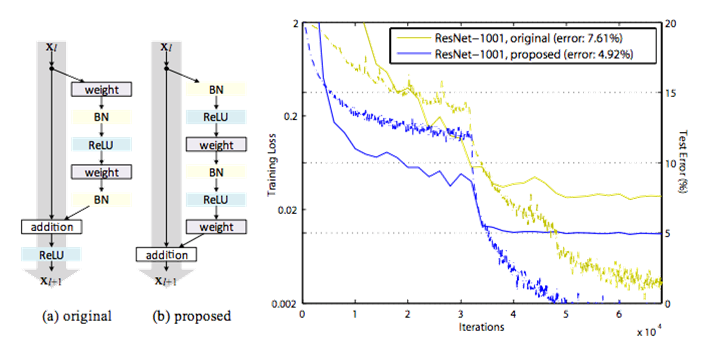 x_l
weight
BN
ReLU
weight
BN
addition
ReLU
x_{l+1}
(a) original
x_l
BN
ReLU
weight
BN
ReLU
weight
addition
x_{l+1}
(b) proposed
ResNet-1001, original (error: 7.61%)
ResNet-1001, proposed (error: 4.92%)
2
0.2
0.02
0.002
Training Loss
20
15
10
5
0
Test Error (%)
0 1 2 3 4 5 6
x 10^4
Iterations